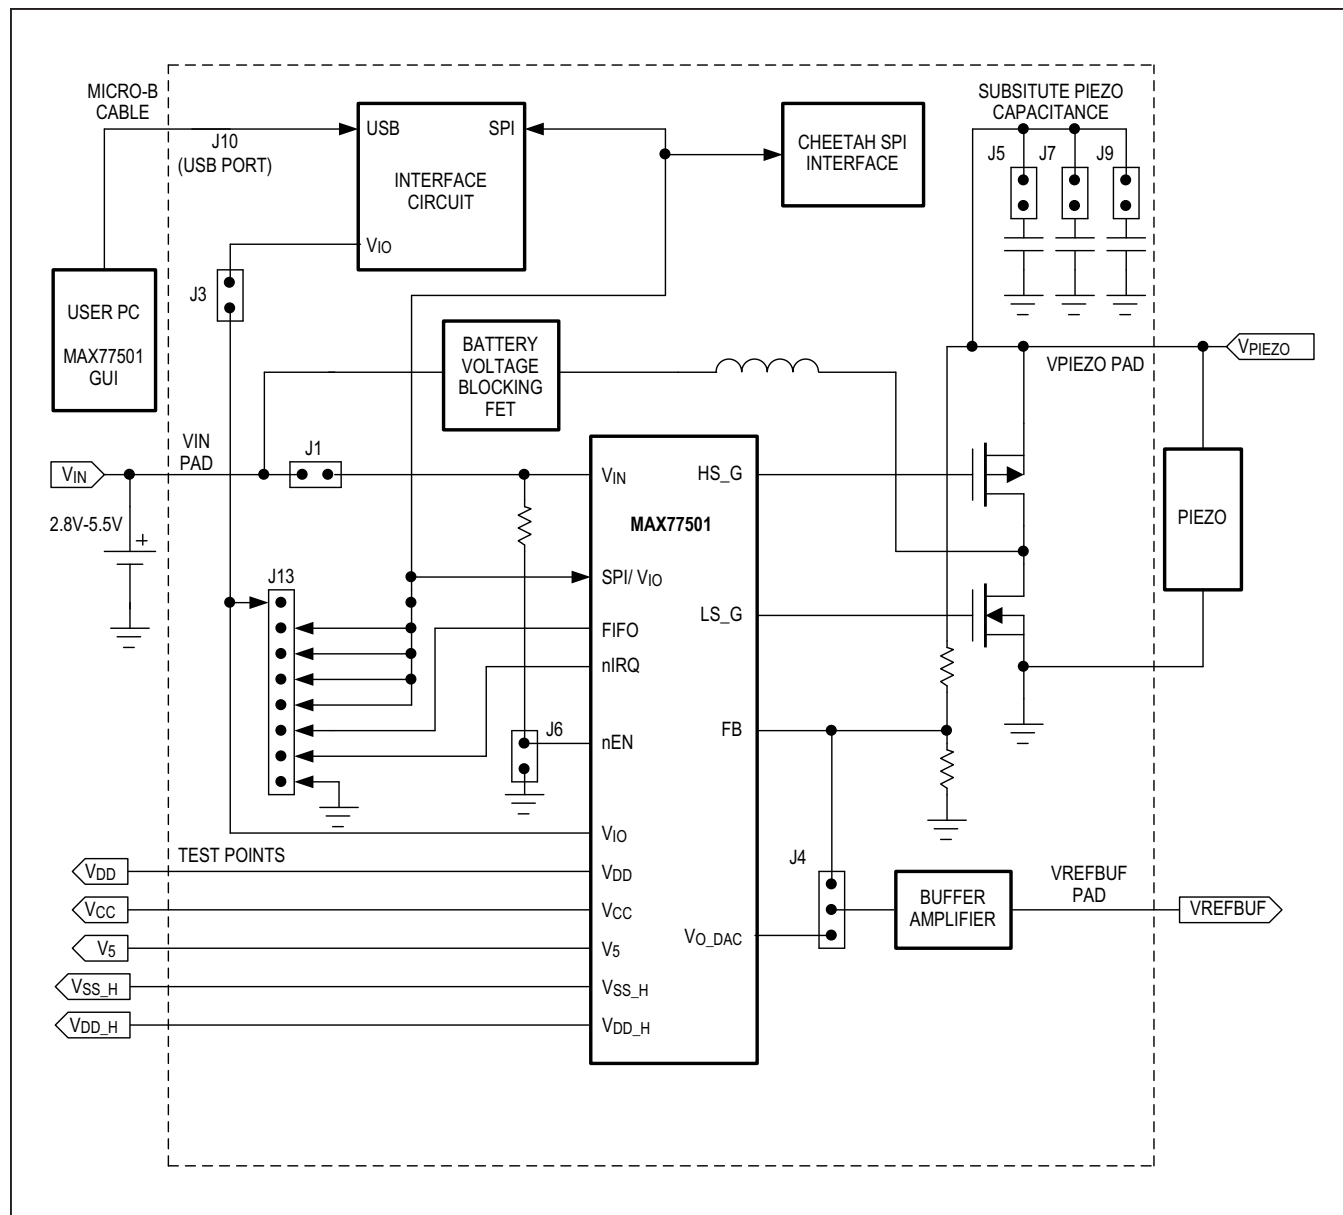 MICRO-B
CABLE
J10
(USB PORT)
USB
SPI
INTERFACE
CIRCUIT
VIO
CHEETAH SPI
INTERFACE
SUBSITUTE PIEZO
CAPACITANCE
J5
J7
J9
USER PC
MAX77501
GUI
J3
BATTERY
VOLTAGE
BLOCKING
FET
VPIEZO
VPIEZO PAD
VIN
PAD
J1
VIN
2.8V-5.5V
+
VIN
HS_G
MAX77501
PIEZO
J13
SPI/ VIO
LS_G
FIFO
nIRQ
J6
nEN
FB
VIO
TEST POINTS
J4
VDD
VDD
VCC
VCC
V5
V5
VSS_H
VSS_H
VDD_H
VDD_H
VO_DAC
BUFFER
AMPLIFIER
VREFBUF
PAD
VREFBUF